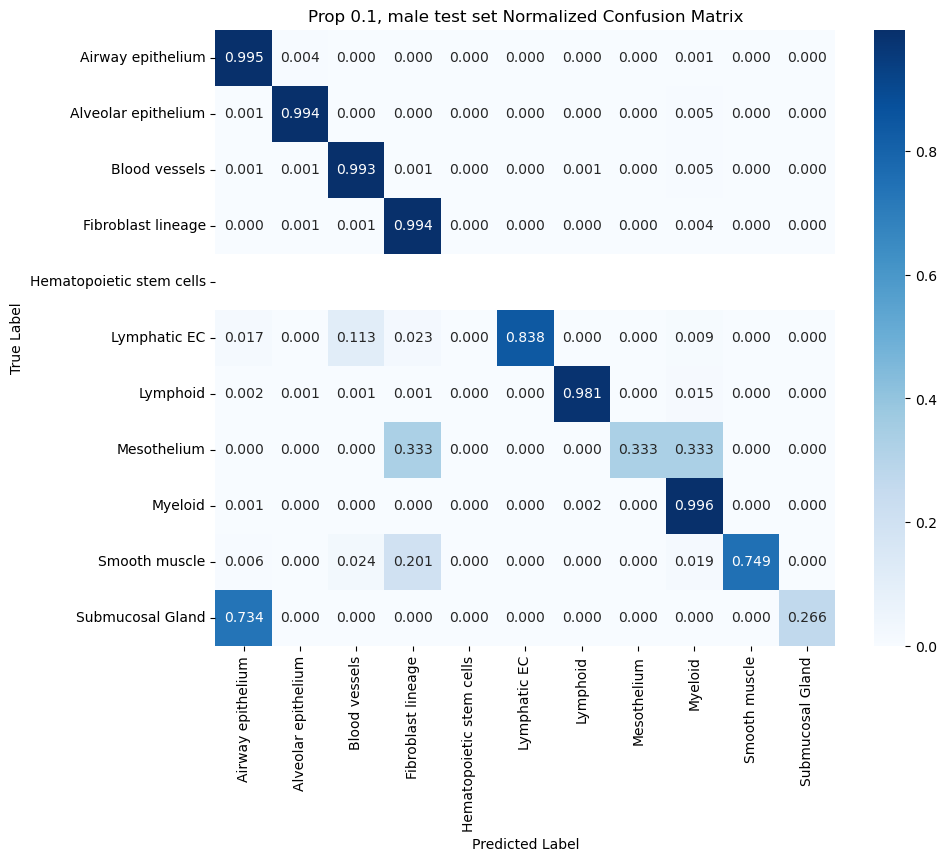 Prop 0.1, male test set Normalized Confusion Matrix
Airway epithelium 0.995 0.004 0.000 0.000 0.000 0.000 0.000 0.000 0.001 0.000 0.000
Alveolar epithelium 0.001 0.994 0.000 0.000 0.000 0.000 0.000 0.000 0.005 0.000 0.000
Blood vessels 0.001 0.001 0.993 0.001 0.000 0.000 0.001 0.000 0.005 0.000 0.000
Fibroblast lineage 0.000 0.001 0.001 0.994 0.000 0.000 0.000 0.000 0.004 0.000 0.000
Hematopoietic stem cells
Lymphatic EC 0.017 0.000 0.113 0.023 0.000 0.838 0.000 0.000 0.009 0.000 0.000
Lymphoid 0.002 0.001 0.001 0.001 0.000 0.000 0.981 0.000 0.015 0.000 0.000
Mesothelium 0.000 0.000 0.000 0.333 0.000 0.000 0.000 0.333 0.333 0.000 0.000
Myeloid 0.001 0.000 0.000 0.000 0.000 0.000 0.002 0.000 0.996 0.000 0.000
Smooth muscle 0.006 0.000 0.024 0.201 0.000 0.000 0.000 0.000 0.019 0.749 0.000
Submucosal Gland 0.734 0.000 0.000 0.000 0.000 0.000 0.000 0.000 0.000 0.000 0.266
True Label
Airway epithelium
Alveolar epithelium
Blood vessels
Fibroblast lineage
Hematopoietic stem cells
Lymphatic EC
Lymphoid
Mesothelium
Myeloid
Smooth muscle
Submucosal Gland
Predicted Label
0.8
0.6
0.4
0.2
0.0